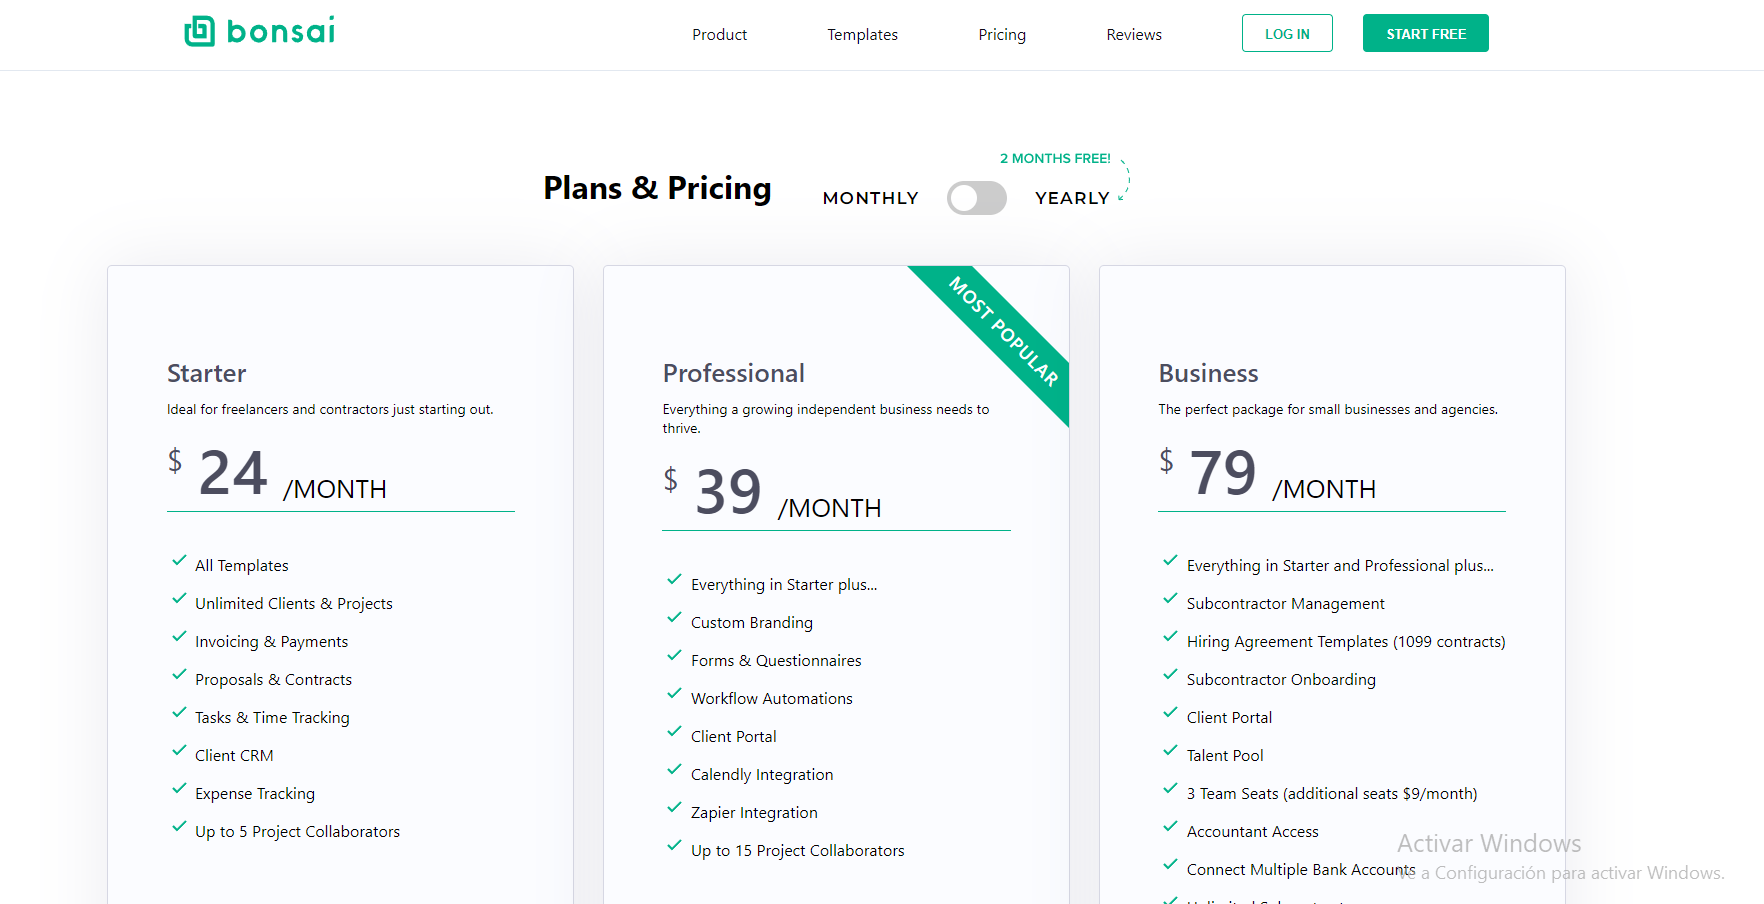 bonsai
Product
Templates
Pricing
Reviews
LOG IN
START FREE
2 MONTHS FREE!
Plans & Pricing
MONTHLY
YEARLY
Starter
Ideal for freelancers and contractors just starting out.
$ 24 /MONTH
All Templates
Unlimited Clients & Projects
Invoicing & Payments
Proposals & Contracts
Tasks & Time Tracking
Client CRM
Expense Tracking
Up to 5 Project Collaborators
MOST POPULAR
Professional
Everything a growing independent business needs to
thrive.
$ 39 /MONTH
Everything in Starter plus...
Custom Branding
Forms & Questionnaires
Workflow Automations
Client Portal
Calendly Integration
Zapier Integration
Up to 15 Project Collaborators
Business
The perfect package for small businesses and agencies.
$ 79 /MONTH
Everything in Starter and Professional plus...
Subcontractor Management
Hiring Agreement Templates (1099 contracts)
Subcontractor Onboarding
Client Portal
Talent Pool
3 Team Seats (additional seats $9/month)
Accountant Access
Connect Multiple Bank Accounts
Activar Windows
Ve a Configuración para activar Windows.